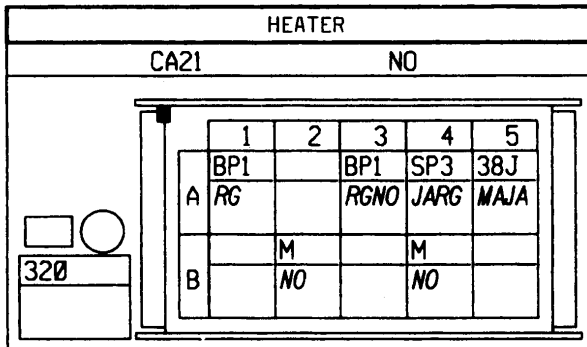 HEATER
CA21 NO
1 2 3 4 5
BP1 BP1 SP3 38J
A RG RGNO JARG MAJA
M M
320
B NO NO